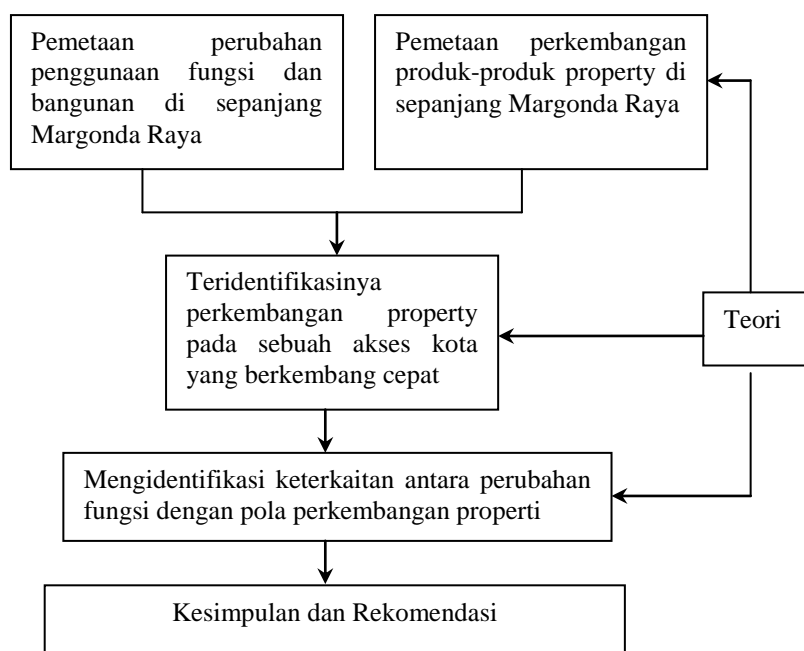 Pemetaan perubahan
penggunaan fungsi dan
bangunan di sepanjang
Margonda Raya
Pemetaan perkembangan
produk-produk property di
sepanjang Margonda Raya
Teridentifikasinya
perkembangan property
pada sebuah akses kota
yang berkembang cepat
Teori
Mengidentifikasi keterkaitan antara perubahan
fungsi dengan pola perkembangan properti
Kesimpulan dan Rekomendasi